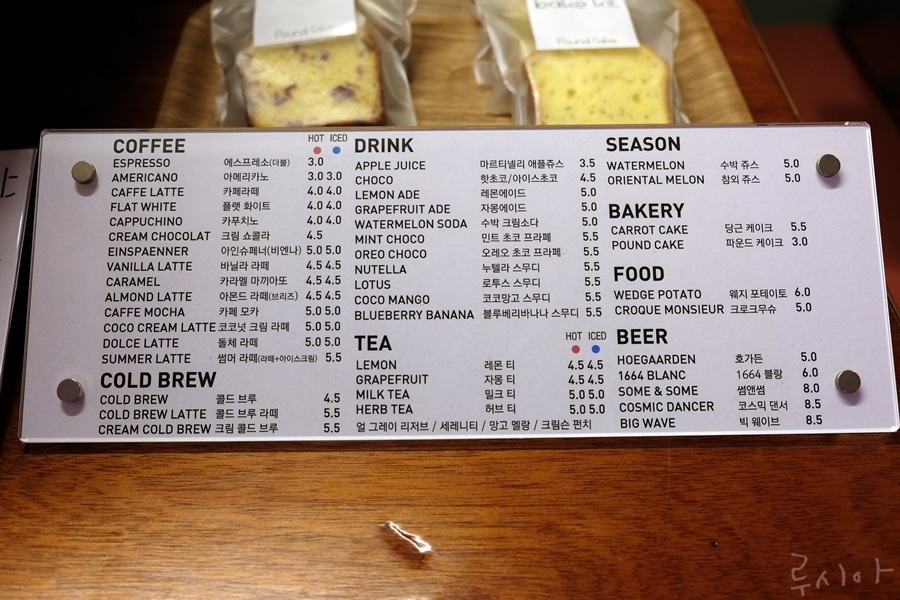 Pound Cake
bake kit
Pound Cake
COFFEE HOT ICED
ESPRESSO 에스프레소(더블) 3.0
AMERICANO 아메리카노 3.0 3.0
CAFFE LATTE 카페라떼 4.0 4.0
FLAT WHITE 플랫 화이트 4.0 4.0
CAPPUCHINO 카푸치노 4.0 4.0
CREAM CHOCOLAT 크림 쇼콜라 4.5
EINSPAENNER 아인슈페너(비엔나) 5.0 5.0
VANILLA LATTE 바닐라 라떼 4.5 4.5
CARAMEL 카라멜 마끼아또 4.5 4.5
ALMOND LATTE 아몬드 라떼(브리즈) 4.5 4.5
CAFFE MOCHA 카페 모카 5.0 5.0
COCO CREAM LATTE 코코넛 크림 라떼 5.0 5.0
DOLCE LATTE 돌체 라떼 5.0 5.0
SUMMER LATTE 썸머 라떼(라떼+아이스크림) 5.5
COLD BREW
COLD BREW 콜드 브루 4.5
COLD BREW LATTE 콜드 브루 라떼 5.5
CREAM COLD BREW 크림 콜드 브루 5.5
DRINK
APPLE JUICE 마르티넬리 애플쥬스 3.5
CHOCO 핫초코/아이스초코 4.5
LEMON ADE 레몬에이드 5.0
GRAPEFRUIT ADE 자몽에이드 5.0
WATERMELON SODA 수박 크림소다 5.0
MINT CHOCO 민트 초코 프라페 5.5
OREO CHOCO 오레오 초코 프라페 5.5
NUTELLA 누텔라 스무디 5.5
LOTUS 로투스 스무디 5.5
COCO MANGO 코코망고 스무디 5.5
BLUEBERRY BANANA 블루베리바나나 스무디 5.5
TEA HOT ICED
LEMON 레몬 티 4.5 4.5
GRAPEFRUIT 자몽 티 4.5 4.5
MILK TEA 밀크 티 5.0 5.0
HERB TEA 허브 티 5.0 5.0
얼 그레이 리저브 / 세레니티 / 망고 멜랑 / 크림슨 펀치
SEASON
WATERMELON 수박 쥬스 5.0
ORIENTAL MELON 참외 쥬스 5.0
BAKERY
CARROT CAKE 당근 케이크 5.5
POUND CAKE 파운드 케이크 3.0
FOOD
WEDGE POTATO 웨지 포테이토 6.0
CROQUE MONSIEUR 크로크무슈 5.0
BEER
HOEGAARDEN 호가든 5.0
1664 BLANC 1664 블랑 6.0
SOME & SOME 썸앤썸 8.0
COSMIC DANCER 코스믹 댄서 8.5
BIG WAVE 빅 웨이브 8.5
루시아